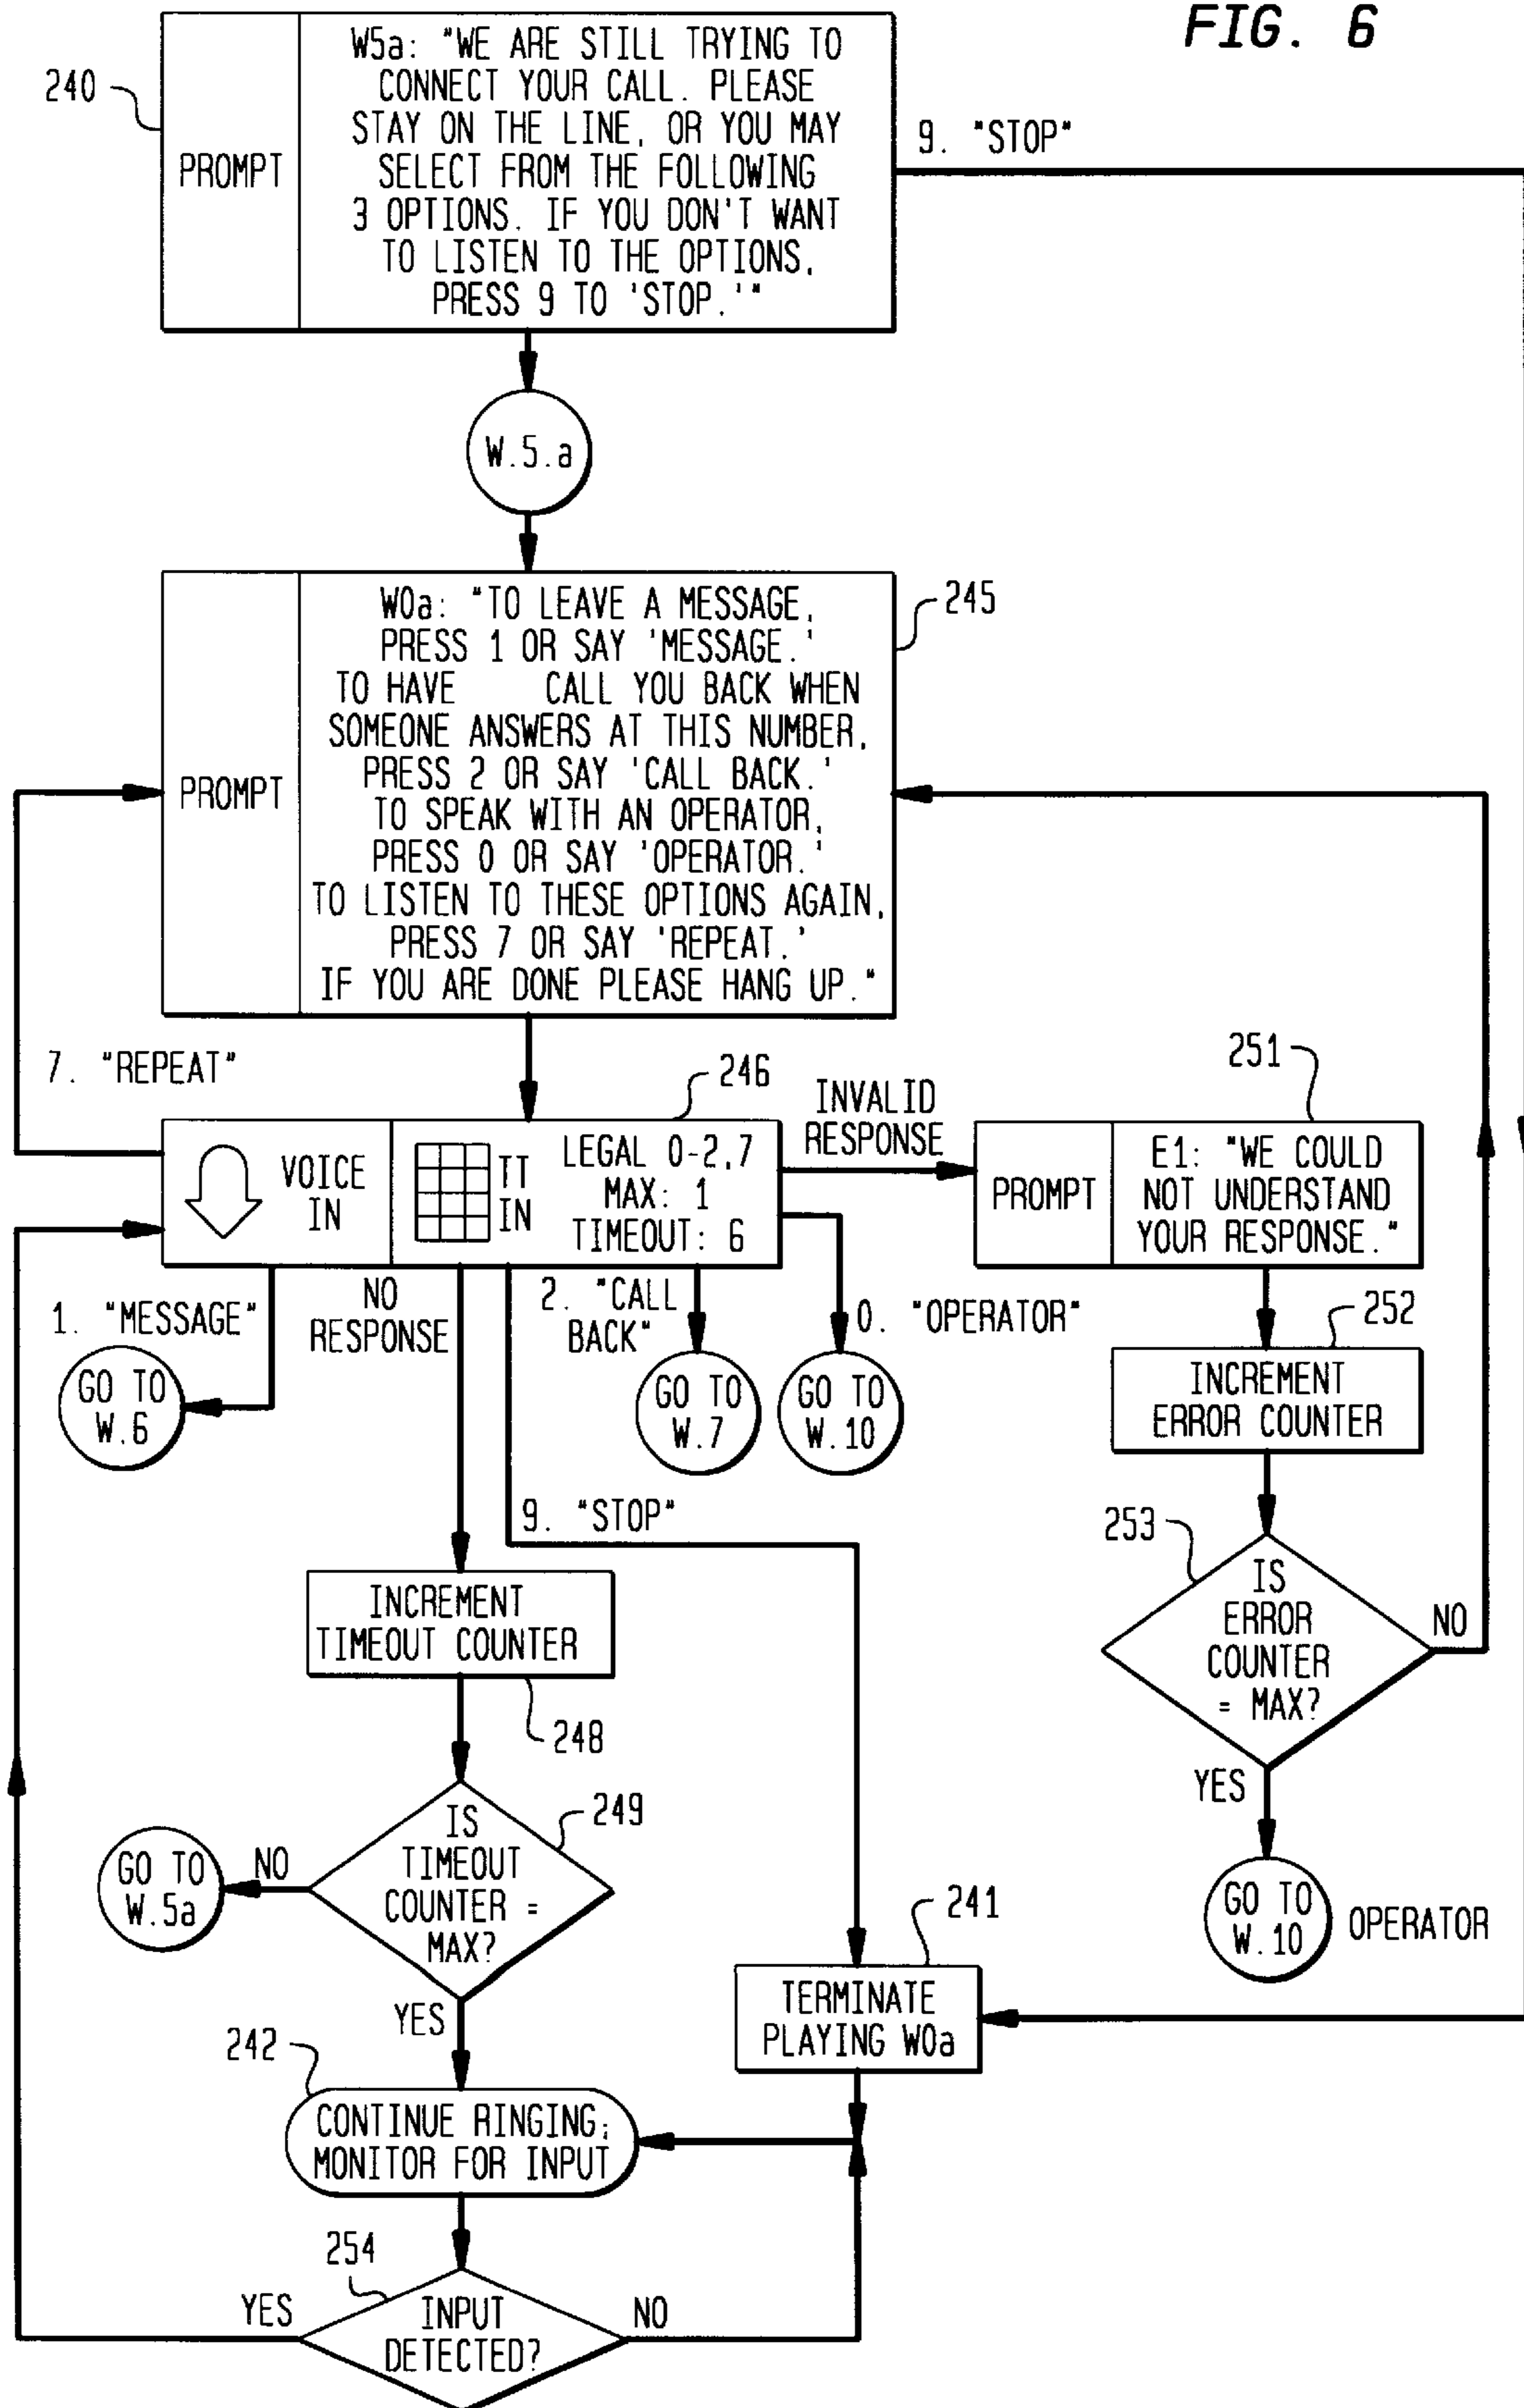 FIG. 6
240
PROMPT
W5a: "WE ARE STILL TRYING TO
CONNECT YOUR CALL. PLEASE
STAY ON THE LINE, OR YOU MAY
SELECT FROM THE FOLLOWING
3 OPTIONS. IF YOU DON'T WANT
TO LISTEN TO THE OPTIONS,
PRESS 9 TO 'STOP.'"
9. "STOP"
W.5.a
245
PROMPT
W0a: "TO LEAVE A MESSAGE,
PRESS 1 OR SAY 'MESSAGE.'
TO HAVE CALL YOU BACK WHEN
SOMEONE ANSWERS AT THIS NUMBER,
PRESS 2 OR SAY 'CALL BACK.'
TO SPEAK WITH AN OPERATOR,
PRESS 0 OR SAY 'OPERATOR.'
TO LISTEN TO THESE OPTIONS AGAIN,
PRESS 7 OR SAY 'REPEAT.'
IF YOU ARE DONE PLEASE HANG UP."
7. "REPEAT"
246
VOICE
IN
TT
IN
LEGAL 0-2,7
MAX: 1
TIMEOUT: 6
INVALID
RESPONSE
251
PROMPT
E1: "WE COULD
NOT UNDERSTAND
YOUR RESPONSE."
1. "MESSAGE"
GO TO
W.6
NO
RESPONSE
2. "CALL
BACK"
GO TO
W.7
0. "OPERATOR"
GO TO
W.10
252
INCREMENT
ERROR COUNTER
9. "STOP"
253
IS
ERROR
COUNTER
= MAX?
NO
YES
GO TO
W.10
OPERATOR
INCREMENT
TIMEOUT COUNTER
248
249
IS
TIMEOUT
COUNTER =
MAX?
NO
GO TO
W.5a
YES
241
TERMINATE
PLAYING W0a
242
CONTINUE RINGING;
MONITOR FOR INPUT
254
INPUT
DETECTED?
YES
NO